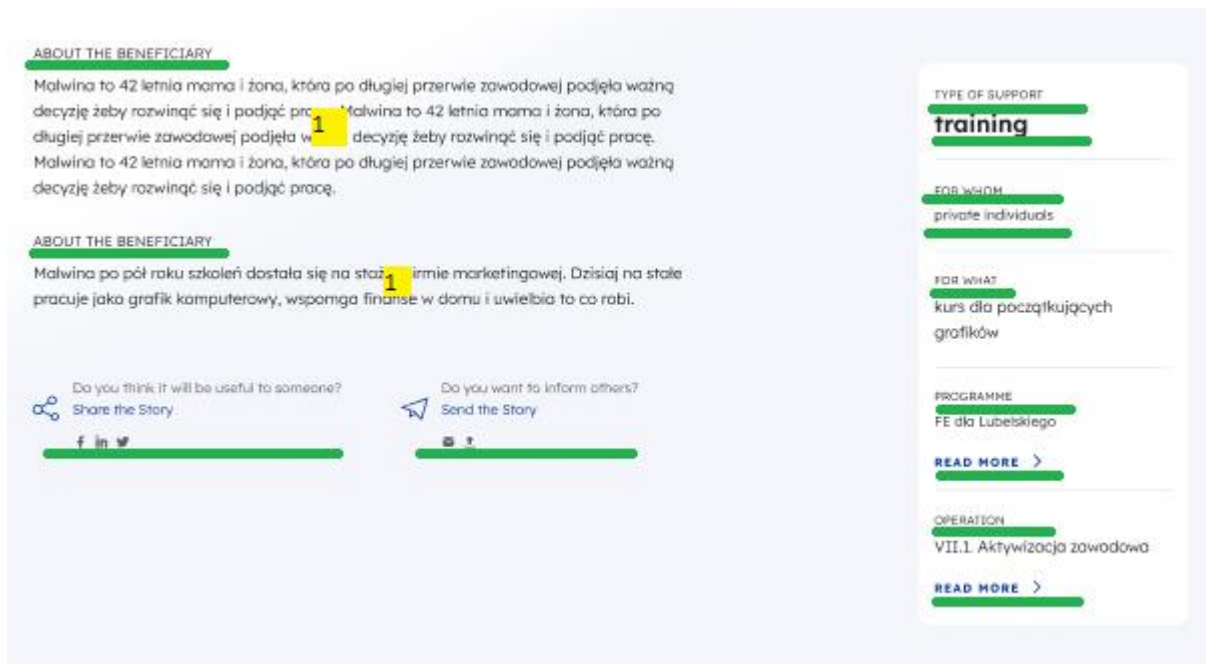 ABOUT THE BENEFICIARY
Malwina to 42 letnia mama i żona, która po długiej przerwie zawodowej podjęła ważną
decyzję żeby rozwinąć się i podjąć Malwina to 42 letnia mama i żona, która po
długiej przerwie zawodowej podjęła decyzję żeby rozwinąć się i podjąć pracę.
1
Malwina to 42 letnia mama i żona, która po długiej przerwie zawodowej podjęła ważną
decyzję żeby rozwinąć się i podjąć pracę.
ABOUT THE BENEFICIARY
Malwina po pół roku szkoleń dostała się na marketingowej. Dzisiaj na stałe
1
pracuje jako grafik komputerowy, wspomga finanse w domu i uwielbia to co robi.
Do you think it will be useful to someone?
Share the Story
Do you want to inform others?
Send the Story
TYPE OF SUPPORT
training
FOR WHOM
private individuals
FOR WHAT
kurs dla początkujących
grafików
PROGRAMME
FE dla Lubelskiego
READ MORE
OPERATION
VII.1. Aktywizacja zawodowa
READ MORE